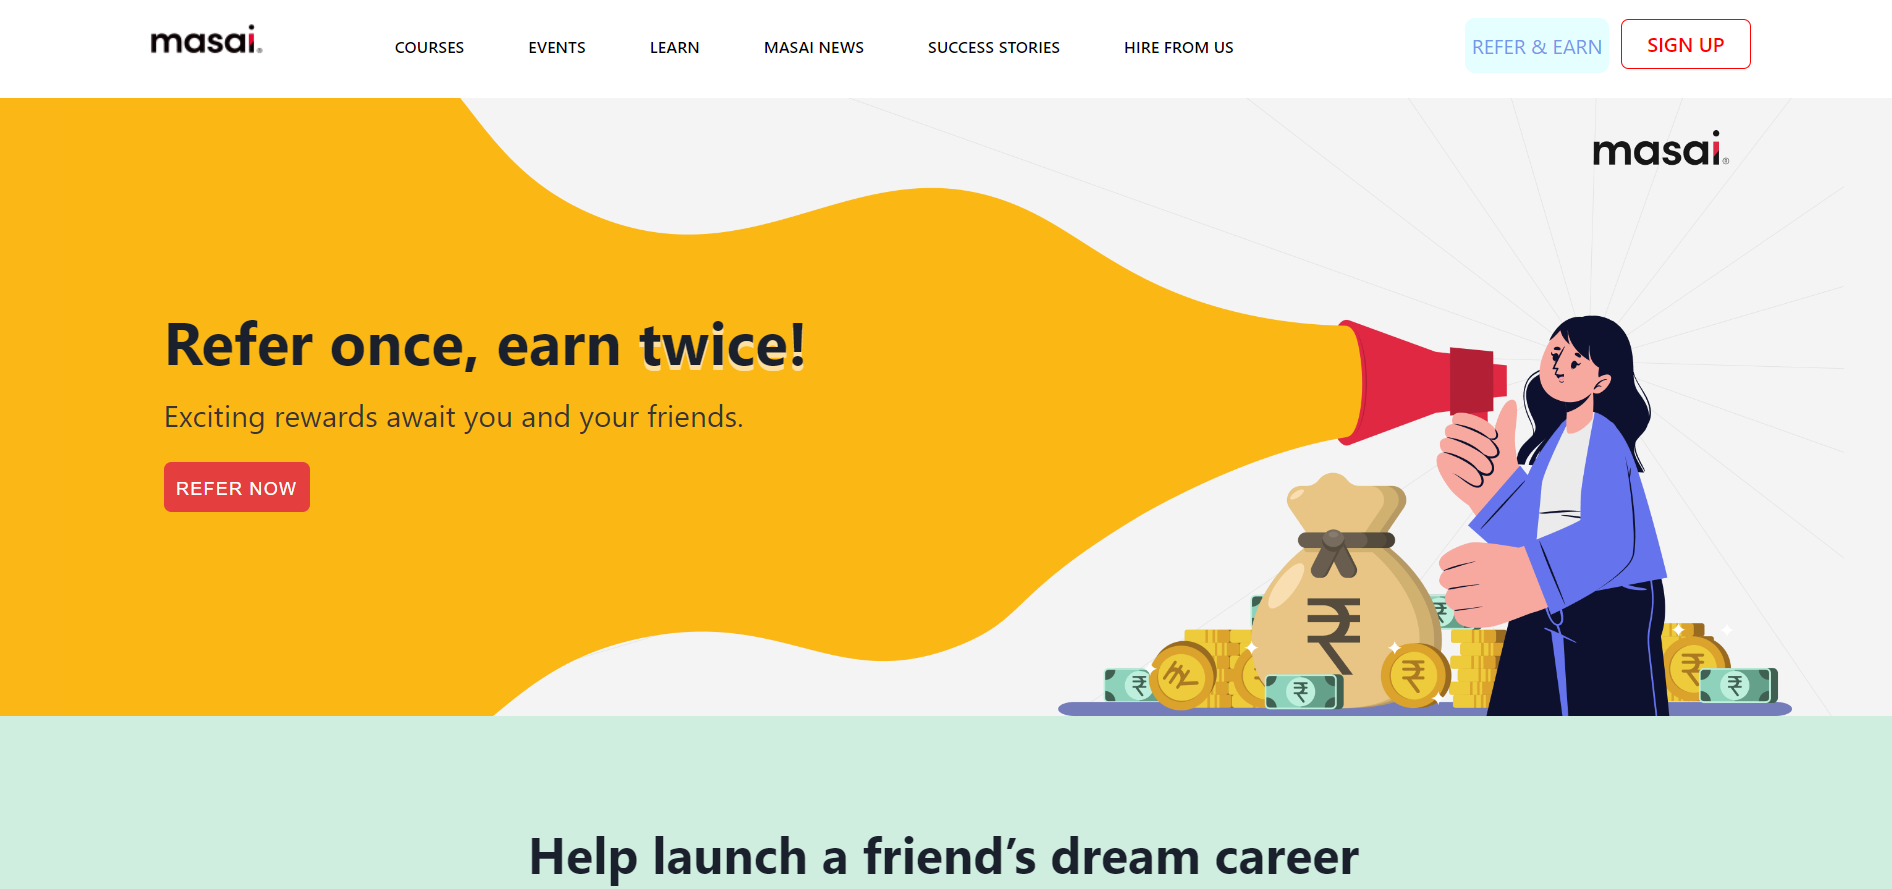 masai
COURSES
EVENTS
LEARN
MASAI NEWS
SUCCESS STORIES
HIRE FROM US
REFER & EARN
SIGN UP
masai
Refer once, earn twice!
Exciting rewards await you and your friends.
REFER NOW
₹
₹
₹
₹
₹
₹
₹
₹
Help launch a friend’s dream career